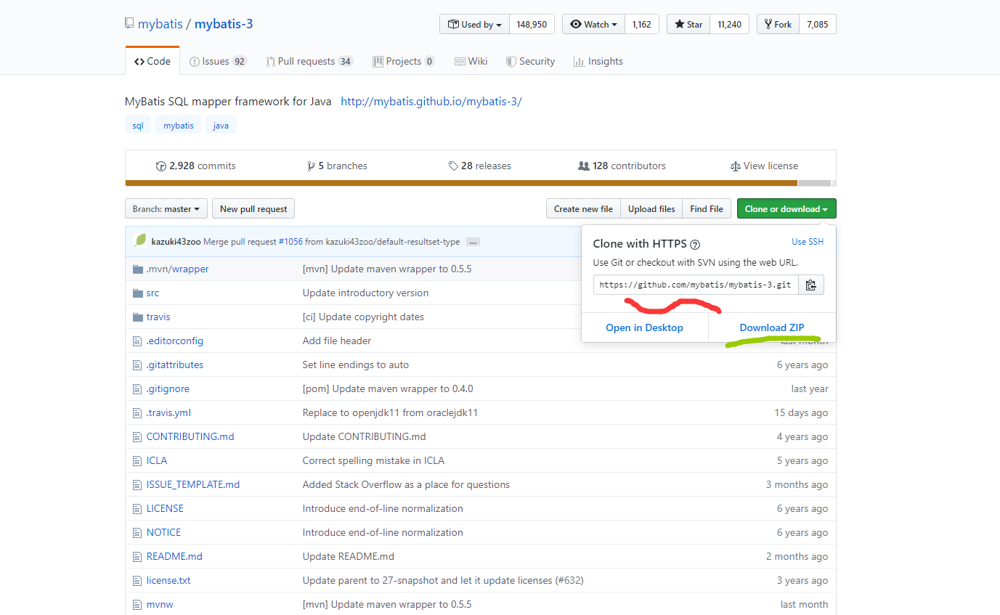 mybatis / mybatis-3
Used by 148,950 Watch 1,162 Star 11,240 Fork 7,085
Code Issues 92 Pull requests 34 Projects 0 Wiki Security Insights
MyBatis SQL mapper framework for Java http://mybatis.github.io/mybatis-3/
sql mybatis java
2,928 commits 5 branches 28 releases 128 contributors View license
Branch: master New pull request Create new file Upload files Find File Clone or download
kazuki43zoo Merge pull request #1056 from kazuki43zoo/default-resultset-type ...
Clone with HTTPS ? Use SSH
Use Git or checkout with SVN using the web URL.
https://github.com/mybatis/mybatis-3.git
Open in Desktop Download ZIP
.mvn/wrapper [mvn] Update maven wrapper to 0.5.5
src Update introductory version
travis [ci] Update copyright dates
.editorconfig Add file header last month
.gitattributes Set line endings to auto 6 years ago
.gitignore [pom] Update maven wrapper to 0.4.0 last year
.travis.yml Replace to openjdk11 from oraclejdk11 15 days ago
CONTRIBUTING.md Update CONTRIBUTING.md 4 years ago
ICLA Correct spelling mistake in ICLA 5 years ago
ISSUE_TEMPLATE.md Added Stack Overflow as a place for questions 3 months ago
LICENSE Introduce end-of-line normalization 6 years ago
NOTICE Introduce end-of-line normalization 6 years ago
README.md Update README.md 2 months ago
license.txt Update parent to 27-snapshot and let it update licenses (#632) 3 years ago
mvnw [mvn] Update maven wrapper to 0.5.5 last month